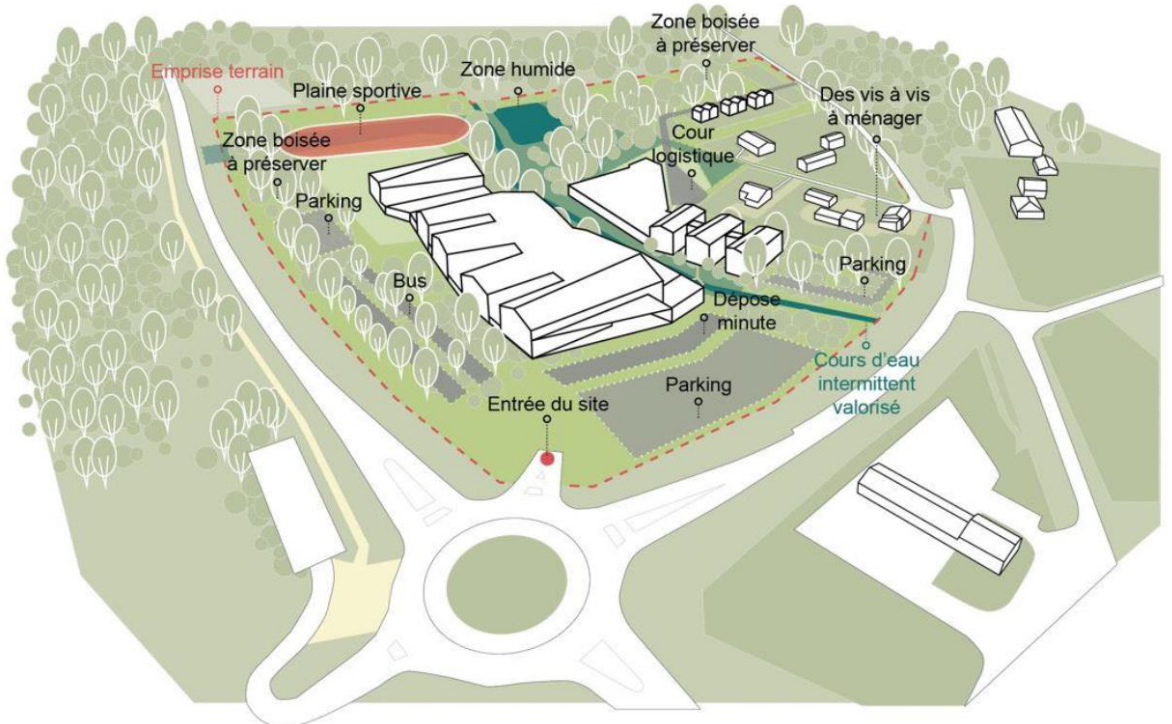 Zone boisée
à préserver
Emprise terrain
Zone humide
Plaine sportive
Des vis à vis
à ménager
Zone boisée
à préserver
Cour
logistique
Parking
Bus
Parking
Dépose
minute
Cours d'eau
intermittent
valorisé
Parking
Entrée du site